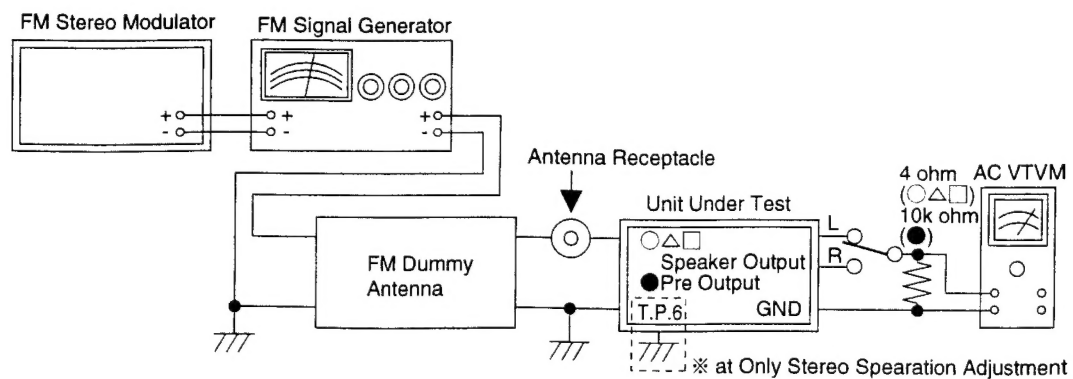 FM Stereo Modulator
FM Signal Generator
+
-
+
-
+
-
Antenna Receptacle
4 ohm
(○△□)
10k ohm
(●)
AC VTVM
Unit Under Test
FM Dummy
Antenna
○△□
Speaker Output
●Pre Output
T.P.6
GND
L
R
※ at Only Stereo Spearation Adjustment